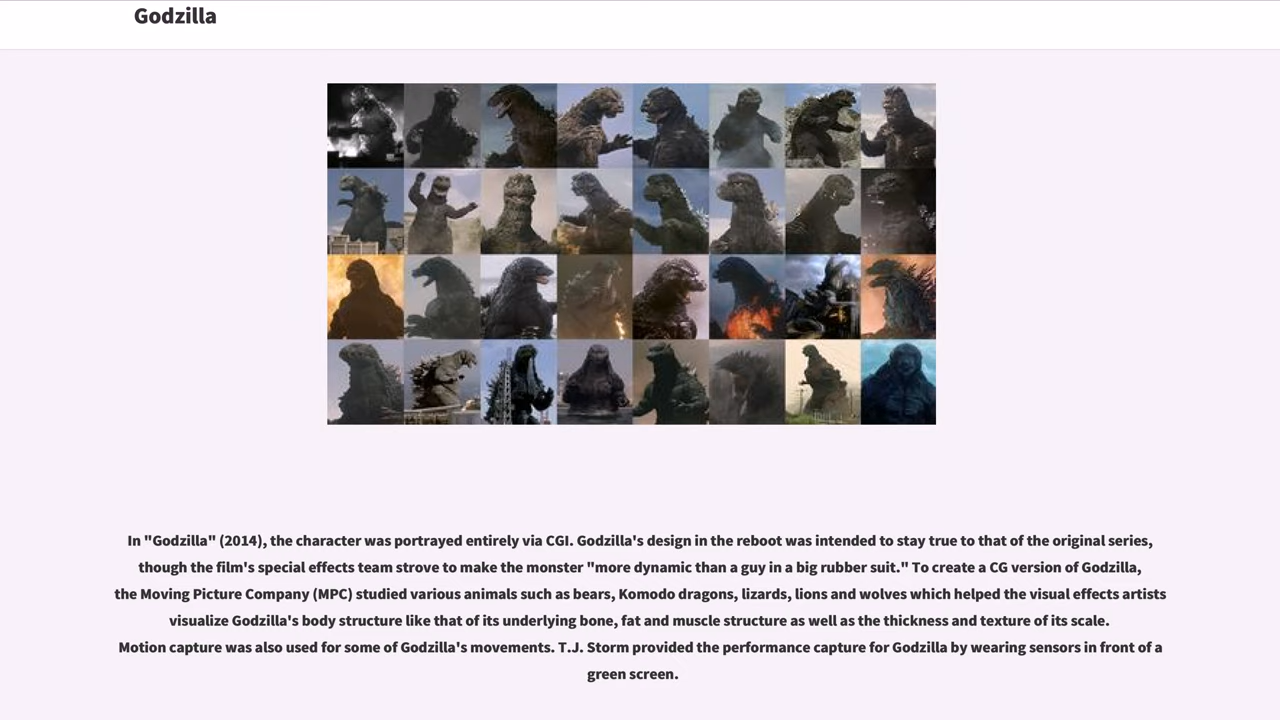 Godzilla
In "Godzilla" (2014), the character was portrayed entirely via CGI. Godzilla's design in the reboot was intended to stay true to that of the original series,
though the film's special effects team strove to make the monster "more dynamic than a guy in a big rubber suit." To create a CG version of Godzilla,
the Moving Picture Company (MPC) studied various animals such as bears, Komodo dragons, lizards, lions and wolves which helped the visual effects artists
visualize Godzilla's body structure like that of its underlying bone, fat and muscle structure as well as the thickness and texture of its scale.
Motion capture was also used for some of Godzilla's movements. T.J. Storm provided the performance capture for Godzilla by wearing sensors in front of a
green screen.